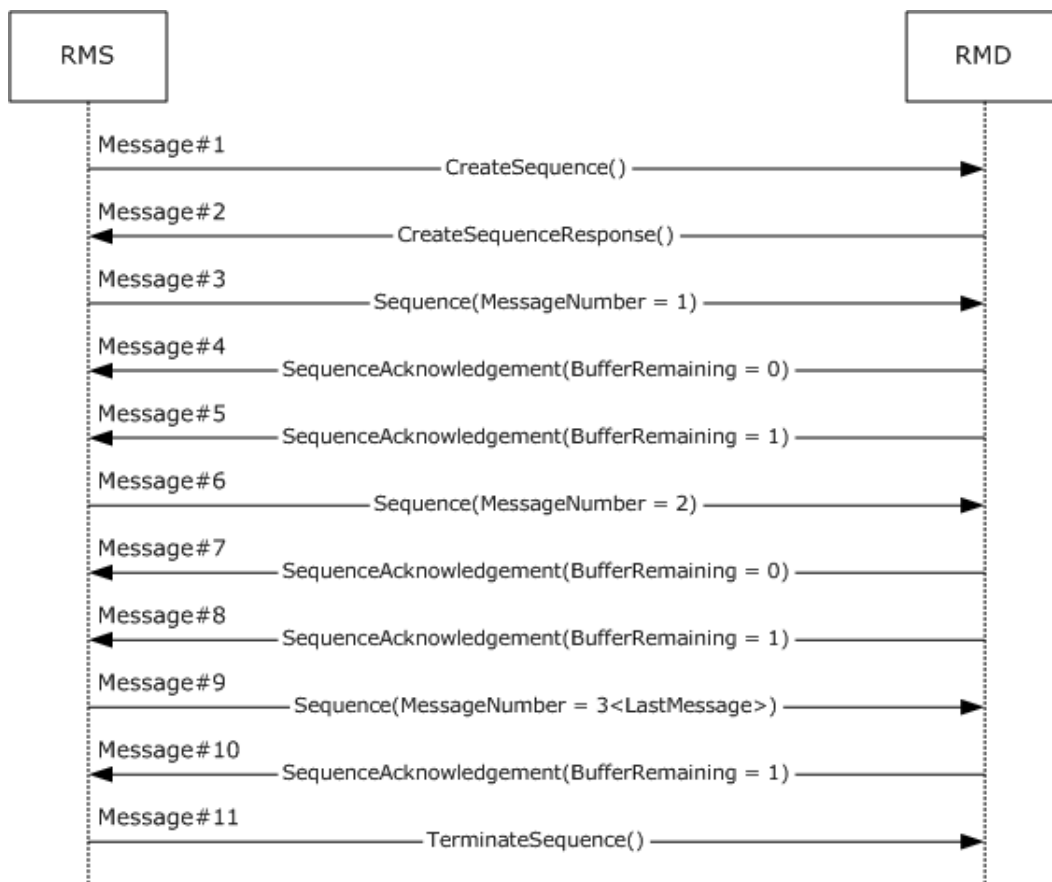 RMS
RMD
Message#1
CreateSequence()
Message#2
CreateSequenceResponse()
Message#3
Sequence(MessageNumber = 1)
Message#4
SequenceAcknowledgement(BufferRemaining = 0)
Message#5
SequenceAcknowledgement(BufferRemaining = 1)
Message#6
Sequence(MessageNumber = 2)
Message#7
SequenceAcknowledgement(BufferRemaining = 0)
Message#8
SequenceAcknowledgement(BufferRemaining = 1)
Message#9
Sequence(MessageNumber = 3<LastMessage>)
Message#10
SequenceAcknowledgement(BufferRemaining = 1)
Message#11
TerminateSequence()